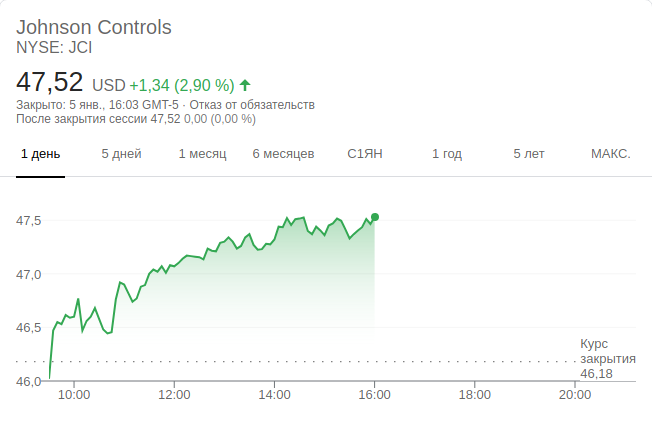 Johnson Controls
NYSE: JCI
47,52 USD +1,34 (2,90 %)
Закрыто: 5 янв., 16:03 GMT-5 · Отказ от обязательств
После закрытия сессии 47,52 0,00 (0,00 %)
1 день 5 дней 1 месяц 6 месяцев С1ЯН 1 год 5 лет МАКС.
47,5
47,0
46,5
Курс
закрытия
46,18
46,0
10:00 12:00 14:00 16:00 18:00 20:00